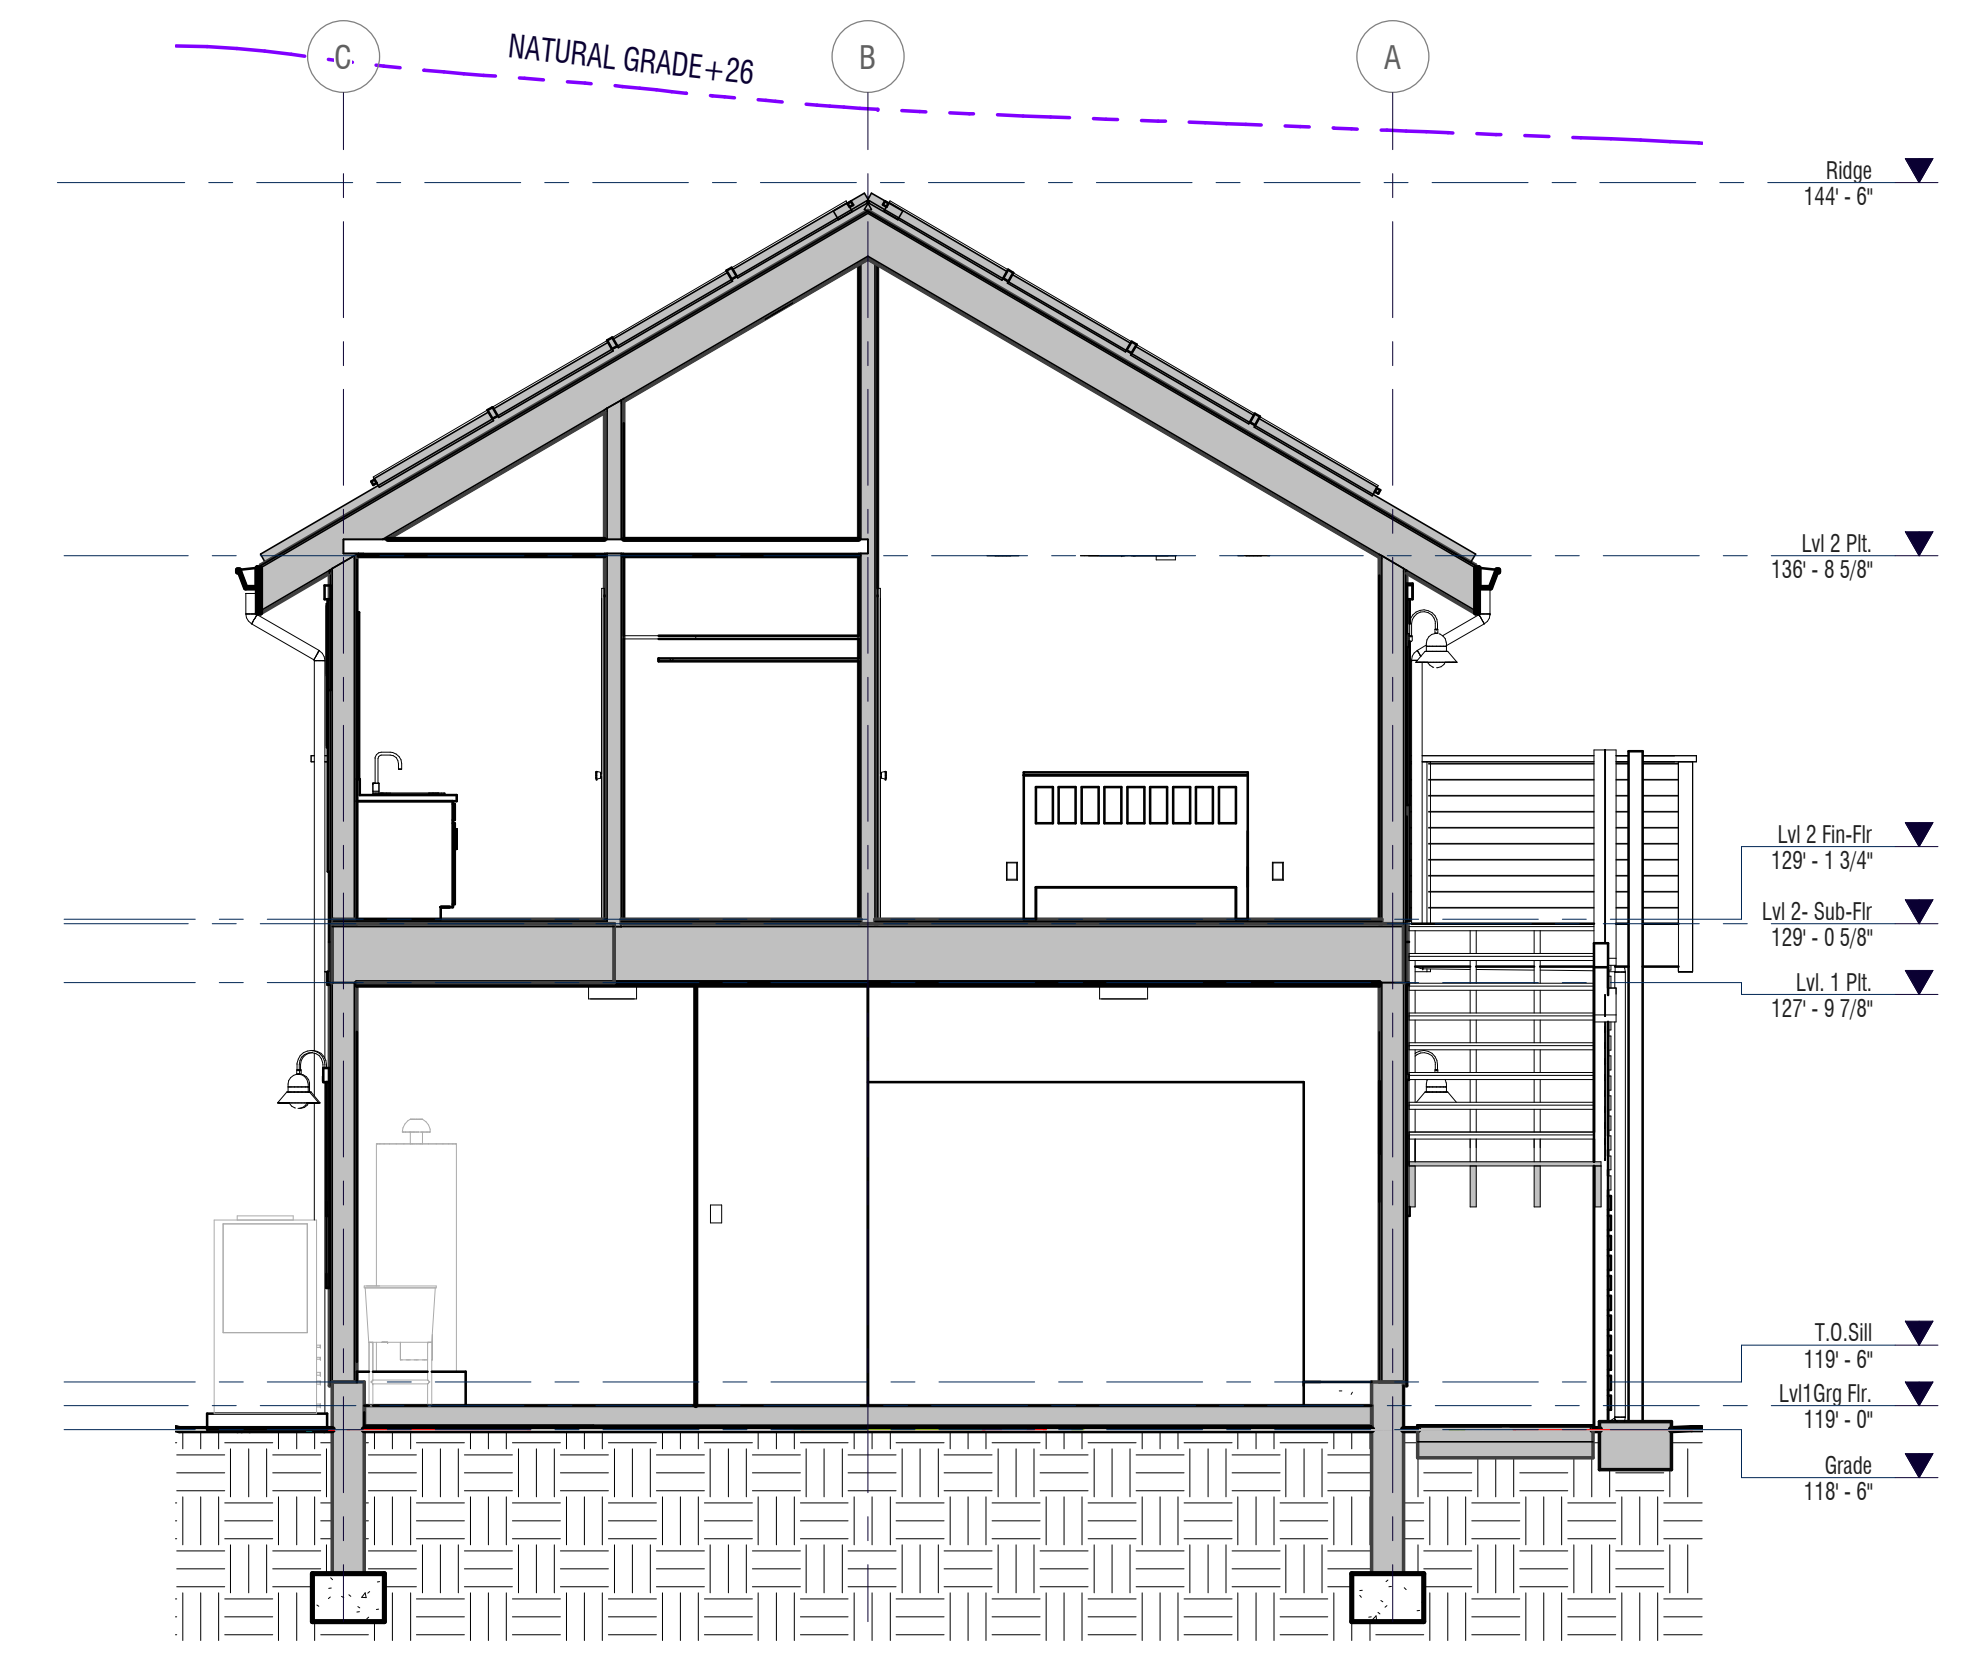 C
B
A
NATURAL GRADE+26
Ridge
144' - 6"
Lvl 2 Plt.
136' - 8 5/8"
Lvl 2 Fin-Flr
129' - 1 3/4"
Lvl 2- Sub-Flr
129' - 0 5/8"
Lvl. 1 Plt.
127' - 9 7/8"
T.O.Sill
119' - 6"
Lvl1Grg Flr.
119' - 0"
Grade
118' - 6"